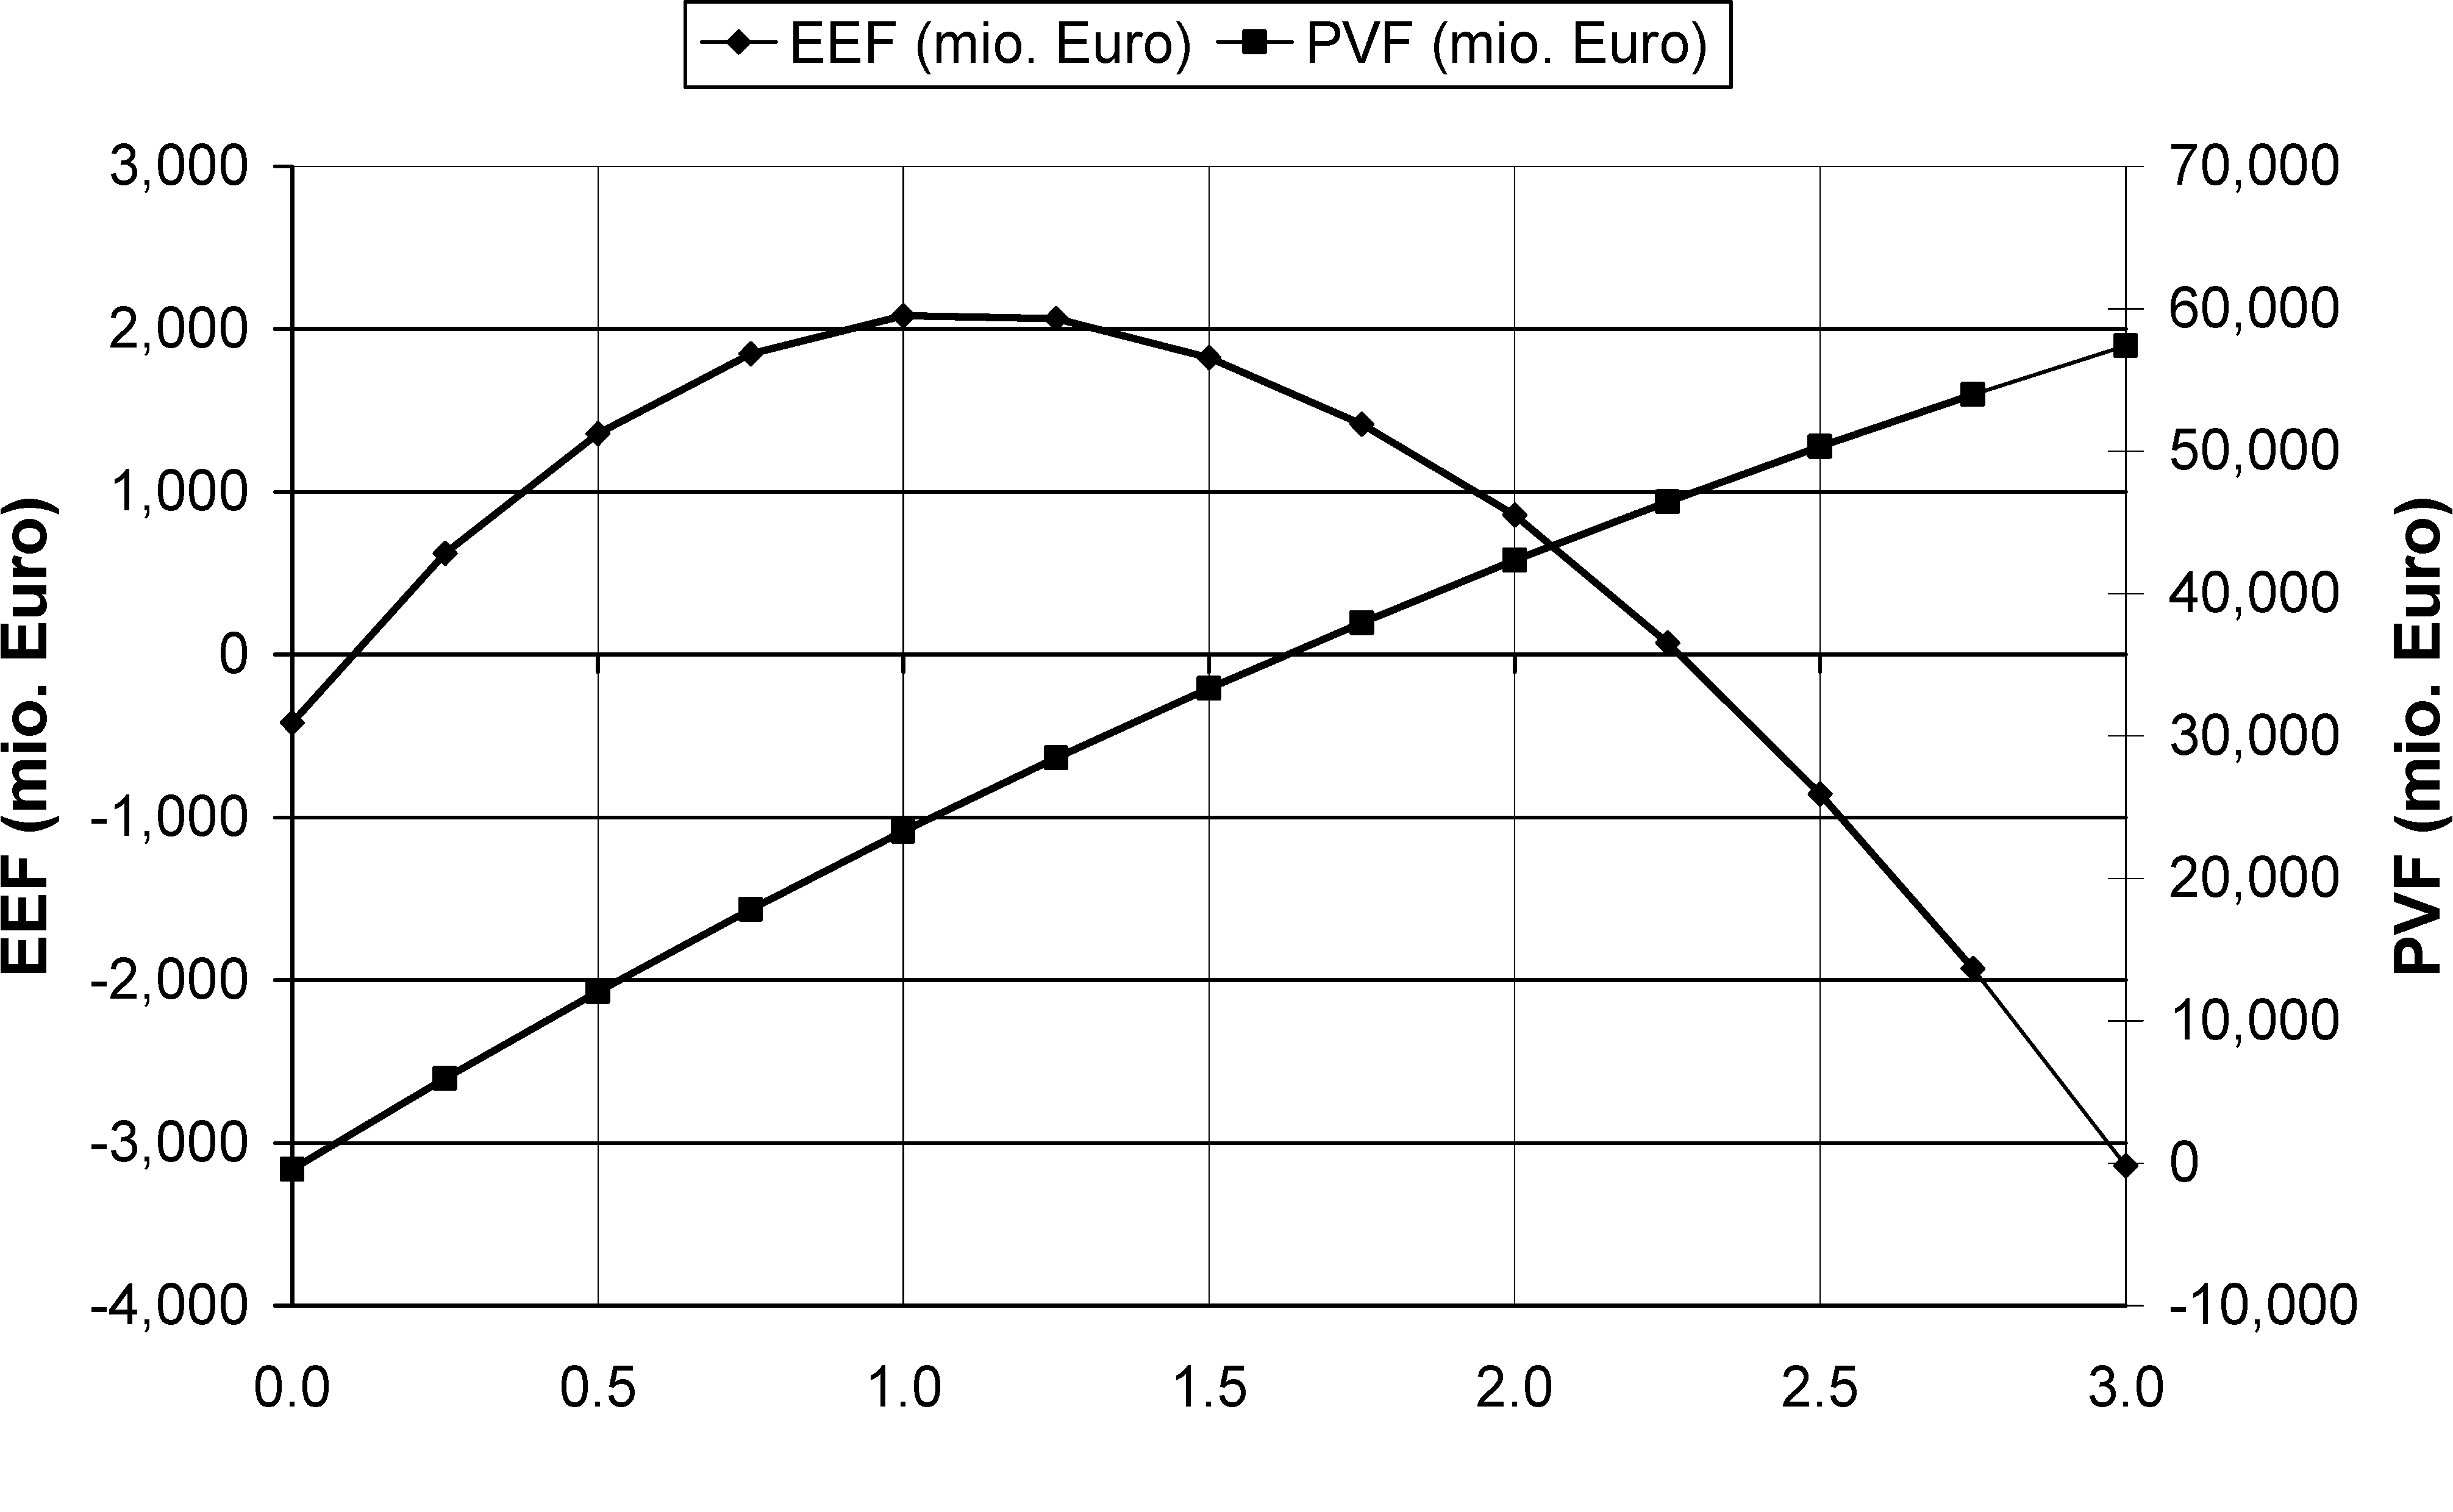 EEF (mio. Euro) PVF (mio. Euro)
3,000 70,000
2,000 60,000
1,000 50,000
0 40,000
-1,000 30,000
-2,000 20,000
-3,000 10,000
-4,000 0
-10,000
EEF (mio. Euro)
PVF (mio. Euro)
0.0 0.5 1.0 1.5 2.0 2.5 3.0